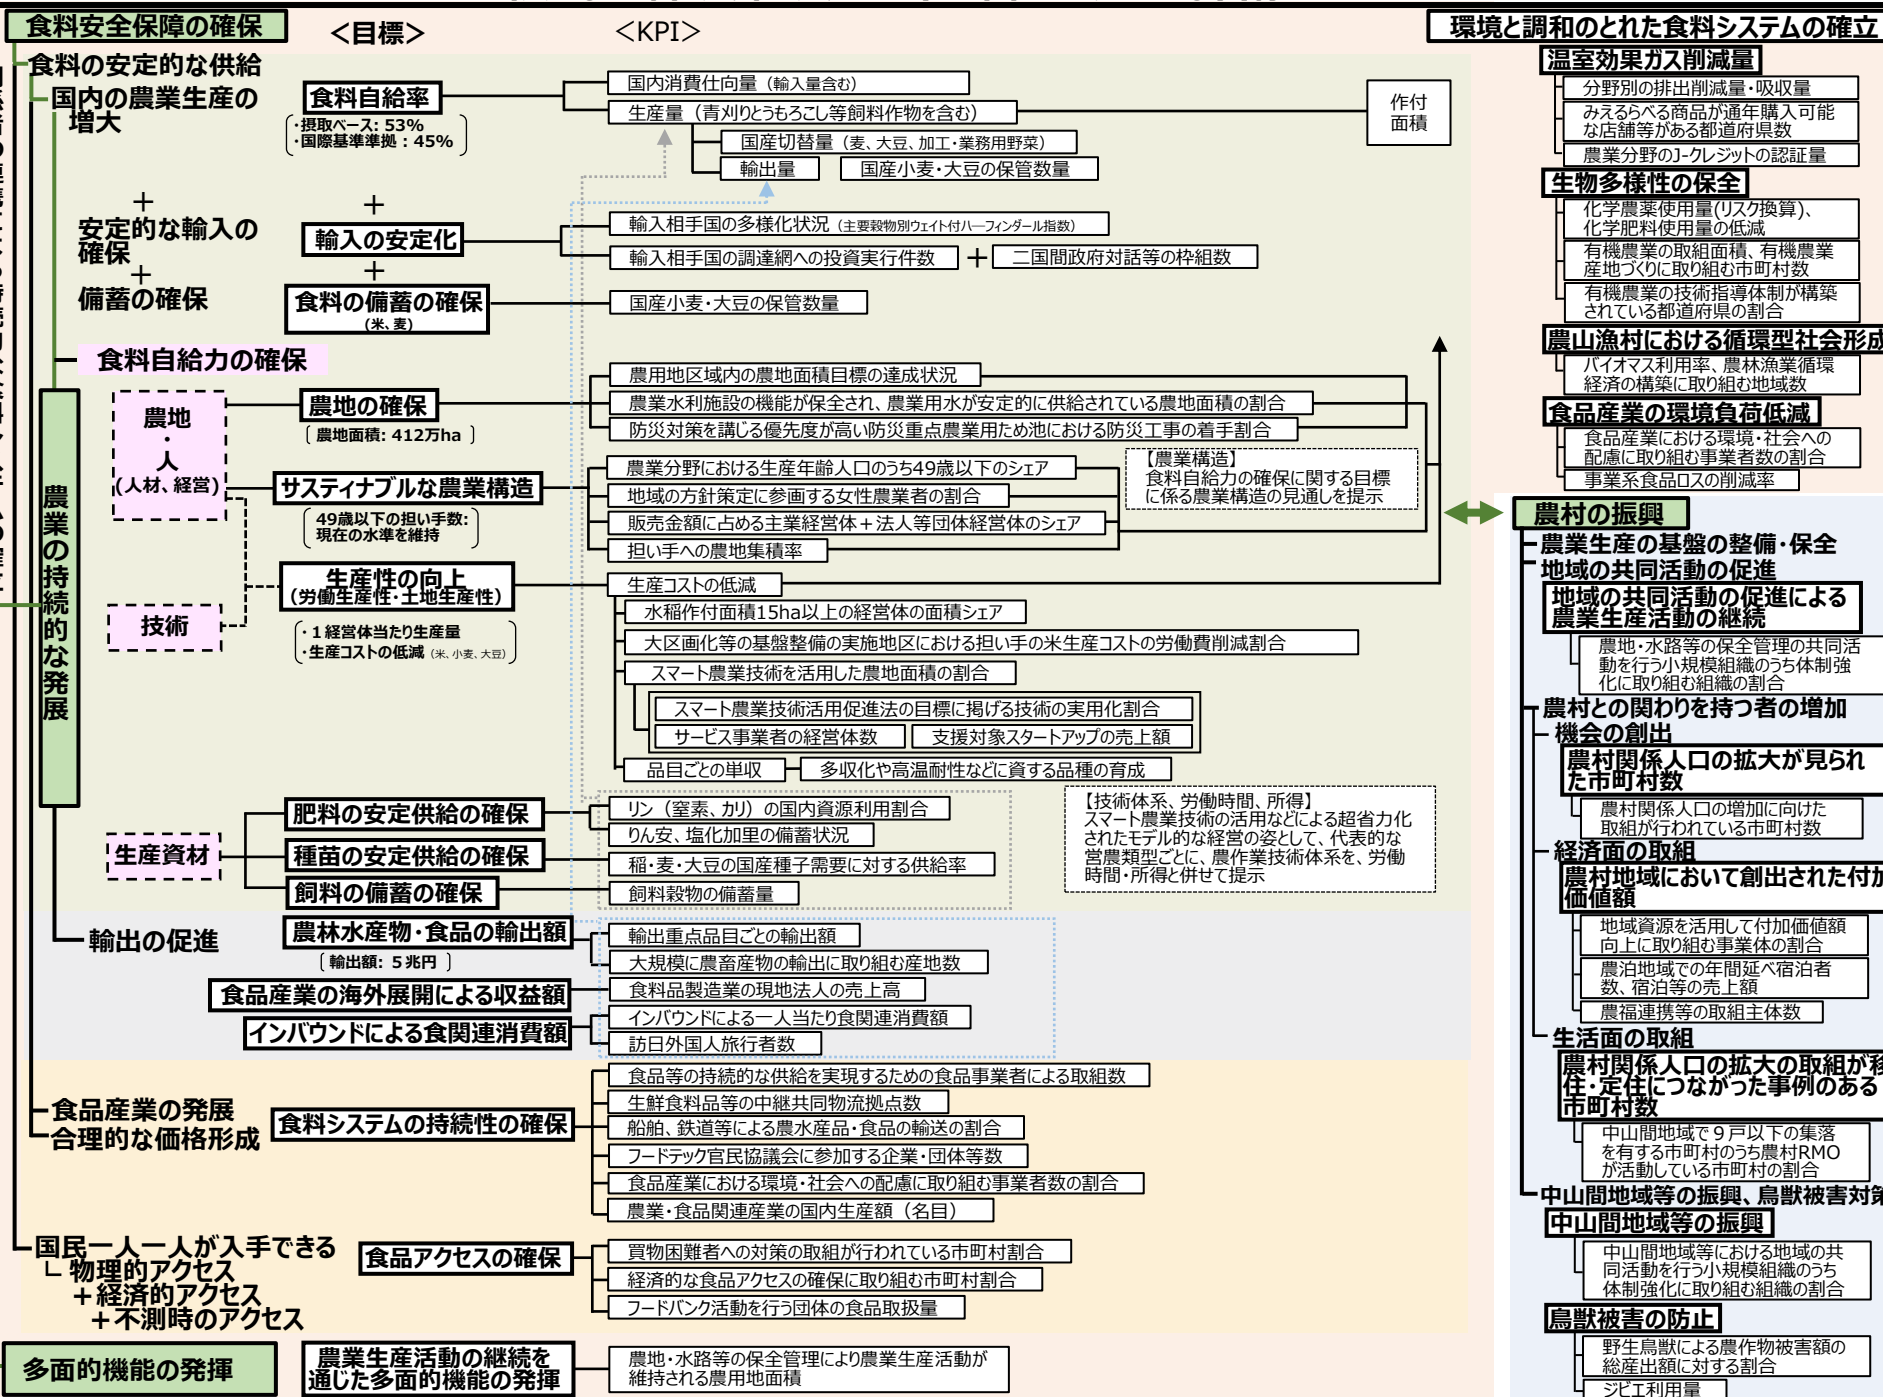 食料安全保障の確保
<目標>
<KPI>
食料の安定的な供給
国内の農業生産の
増大
食料自給率
・摂取ベース: 53%
・国際基準準拠：45%
国内消費仕向量（輸入量含む）
生産量（青刈りとうもろこし等飼料作物を含む）
国産切替量（麦、大豆、加工・業務用野菜）
輸出量
国産小麦・大豆の保管数量
作付
面積
＋
安定的な輸入の
確保
＋
備蓄の確保
＋
輸入の安定化
＋
食料の備蓄の確保
(米、麦)
輸入相手国の多様化状況（主要穀物別ウェイト付ハーフィンダール指数）
輸入相手国の調達網への投資実行件数
＋
二国間政府対話等の枠組数
国産小麦・大豆の保管数量
食料自給力の確保
農業の持続的な発展
農地
・
人
(人材、経営)
技術
農地の確保
〔 農地面積: 412万ha 〕
農用地区域内の農地面積目標の達成状況
農業水利施設の機能が保全され、農業用水が安定的に供給されている農地面積の割合
防災対策を講じる優先度が高い防災重点農業用ため池における防災工事の着手割合
サスティナブルな農業構造
49歳以下の担い手数:
現在の水準を維持
農業分野における生産年齢人口のうち49歳以下のシェア
地域の方針策定に参画する女性農業者の割合
販売金額に占める主業経営体＋法人等団体経営体のシェア
担い手への農地集積率
【農業構造】
食料自給力の確保に関する目標
に係る農業構造の見通しを提示
生産性の向上
(労働生産性・土地生産性)
・１経営体当たり生産量
・生産コストの低減（米、小麦、大豆）
生産コストの低減
水稲作付面積15ha以上の経営体の面積シェア
大区画化等の基盤整備の実施地区における担い手の米生産コストの労働費削減割合
スマート農業技術を活用した農地面積の割合
スマート農業技術活用促進法の目標に掲げる技術の実用化割合
サービス事業者の経営体数
支援対象スタートアップの売上額
品目ごとの単収
多収化や高温耐性などに資する品種の育成
生産資材
肥料の安定供給の確保
リン（窒素、カリ）の国内資源利用割合
りん安、塩化加里の備蓄状況
種苗の安定供給の確保
稲・麦・大豆の国産種子需要に対する供給率
飼料の備蓄の確保
飼料穀物の備蓄量
【技術体系、労働時間、所得】
スマート農業技術の活用などによる超省力化
されたモデル的な経営の姿として、代表的な
営農類型ごとに、農作業技術体系を、労働
時間・所得と併せて提示
輸出の促進
農林水産物・食品の輸出額
〔 輸出額: ５兆円 〕
輸出重点品目ごとの輸出額
大規模に農畜産物の輸出に取り組む産地数
食品産業の海外展開による収益額
食料品製造業の現地法人の売上高
インバウンドによる食関連消費額
インバウンドによる一人当たり食関連消費額
訪日外国人旅行者数
食品産業の発展
合理的な価格形成
食料システムの持続性の確保
食品等の持続的な供給を実現するための食品事業者による取組数
生鮮食料品等の中継共同物流拠点数
船舶、鉄道等による農水産品・食品の輸送の割合
フードテック官民協議会に参加する企業・団体等数
食品産業における環境・社会への配慮に取り組む事業者数の割合
農業・食品関連産業の国内生産額（名目）
国民一人一人が入手できる
物理的アクセス
＋経済的アクセス
＋不測時のアクセス
食品アクセスの確保
買物困難者への対策の取組が行われている市町村割合
経済的な食品アクセスの確保に取り組む市町村割合
フードバンク活動を行う団体の食品取扱量
多面的機能の発揮
農業生産活動の継続を
通じた多面的機能の発揮
農地・水路等の保全管理により農業生産活動が
維持される農用地面積
環境と調和のとれた食料システムの確立
温室効果ガス削減量
分野別の排出削減量・吸収量
みえるらべる商品が通年購入可能
な店舗等がある都道府県数
農業分野のJ-クレジットの認証量
生物多様性の保全
化学農薬使用量(リスク換算)、
化学肥料使用量の低減
有機農業の取組面積、有機農業
産地づくりに取り組む市町村数
有機農業の技術指導体制が構築
されている都道府県の割合
農山漁村における循環型社会形成
バイオマス利用率、農林漁業循環
経済の構築に取り組む地域数
食品産業の環境負荷低減
食品産業における環境・社会への
配慮に取り組む事業者数の割合
事業系食品ロスの削減率
農村の振興
農業生産の基盤の整備・保全
地域の共同活動の促進
地域の共同活動の促進による
農業生産活動の継続
農地・水路等の保全管理の共同活
動を行う小規模組織のうち体制強
化に取り組む組織の割合
農村との関わりを持つ者の増加
機会の創出
農村関係人口の拡大が見られ
た市町村数
農村関係人口の増加に向けた
取組が行われている市町村数
経済面の取組
農村地域において創出された付加
価値額
地域資源を活用して付加価値額
向上に取り組む事業体の割合
農泊地域での年間延べ宿泊者
数、宿泊等の売上額
農福連携等の取組主体数
生活面の取組
農村関係人口の拡大の取組が移
住・定住につながった事例のある
市町村数
中山間地域で９戸以下の集落
を有する市町村のうち農村RMO
が活動している市町村の割合
中山間地域等の振興、鳥獣被害対策
中山間地域等の振興
中山間地域等における地域の共
同活動を行う小規模組織のうち
体制強化に取り組む組織の割合
鳥獣被害の防止
野生鳥獣による農作物被害額の
総産出額に対する割合
ジビエ利用量